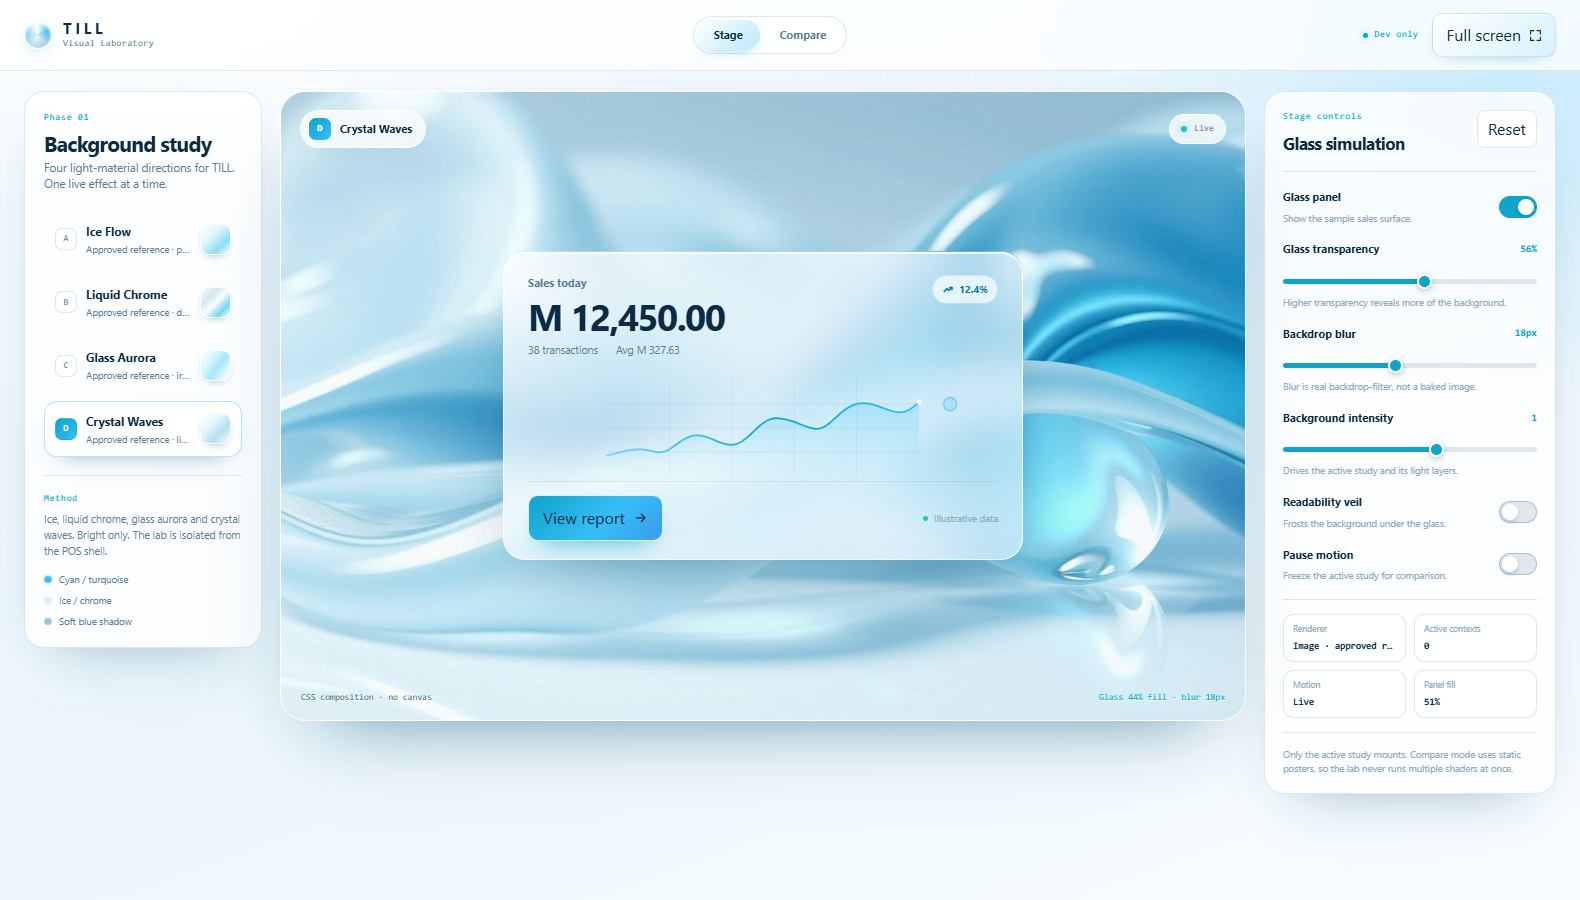 TILL
Visual Laboratory
Stage
Compare
Dev only
Full screen
Phase 01
Background study
Four light-material directions for TILL.
One live effect at a time.
A
Ice Flow
Approved reference · p...
B
Liquid Chrome
Approved reference · d...
C
Glass Aurora
Approved reference · ir...
D
Crystal Waves
Approved reference · li...
Method
Ice, liquid chrome, glass aurora and crystal
waves. Bright only. The lab is isolated from
the POS shell.
Cyan / turquoise
Ice / chrome
Soft blue shadow
D
Crystal Waves
Live
Sales today
12.4%
M 12,450.00
38 transactions
Avg M 327.63
View report
Illustrative data
CSS composition · no canvas
Glass 44% fill · blur 18px
Stage controls
Glass simulation
Reset
Glass panel
Show the sample sales surface.
Glass transparency
56%
Higher transparency reveals more of the background.
Backdrop blur
18px
Blur is real backdrop-filter, not a baked image.
Background intensity
1
Drives the active study and its light layers.
Readability veil
Frosts the background under the glass.
Pause motion
Freeze the active study for comparison.
Renderer
Image · approved r…
Active contexts
0
Motion
Live
Panel fill
51%
Only the active study mounts. Compare mode uses static
posters, so the lab never runs multiple shaders at once.